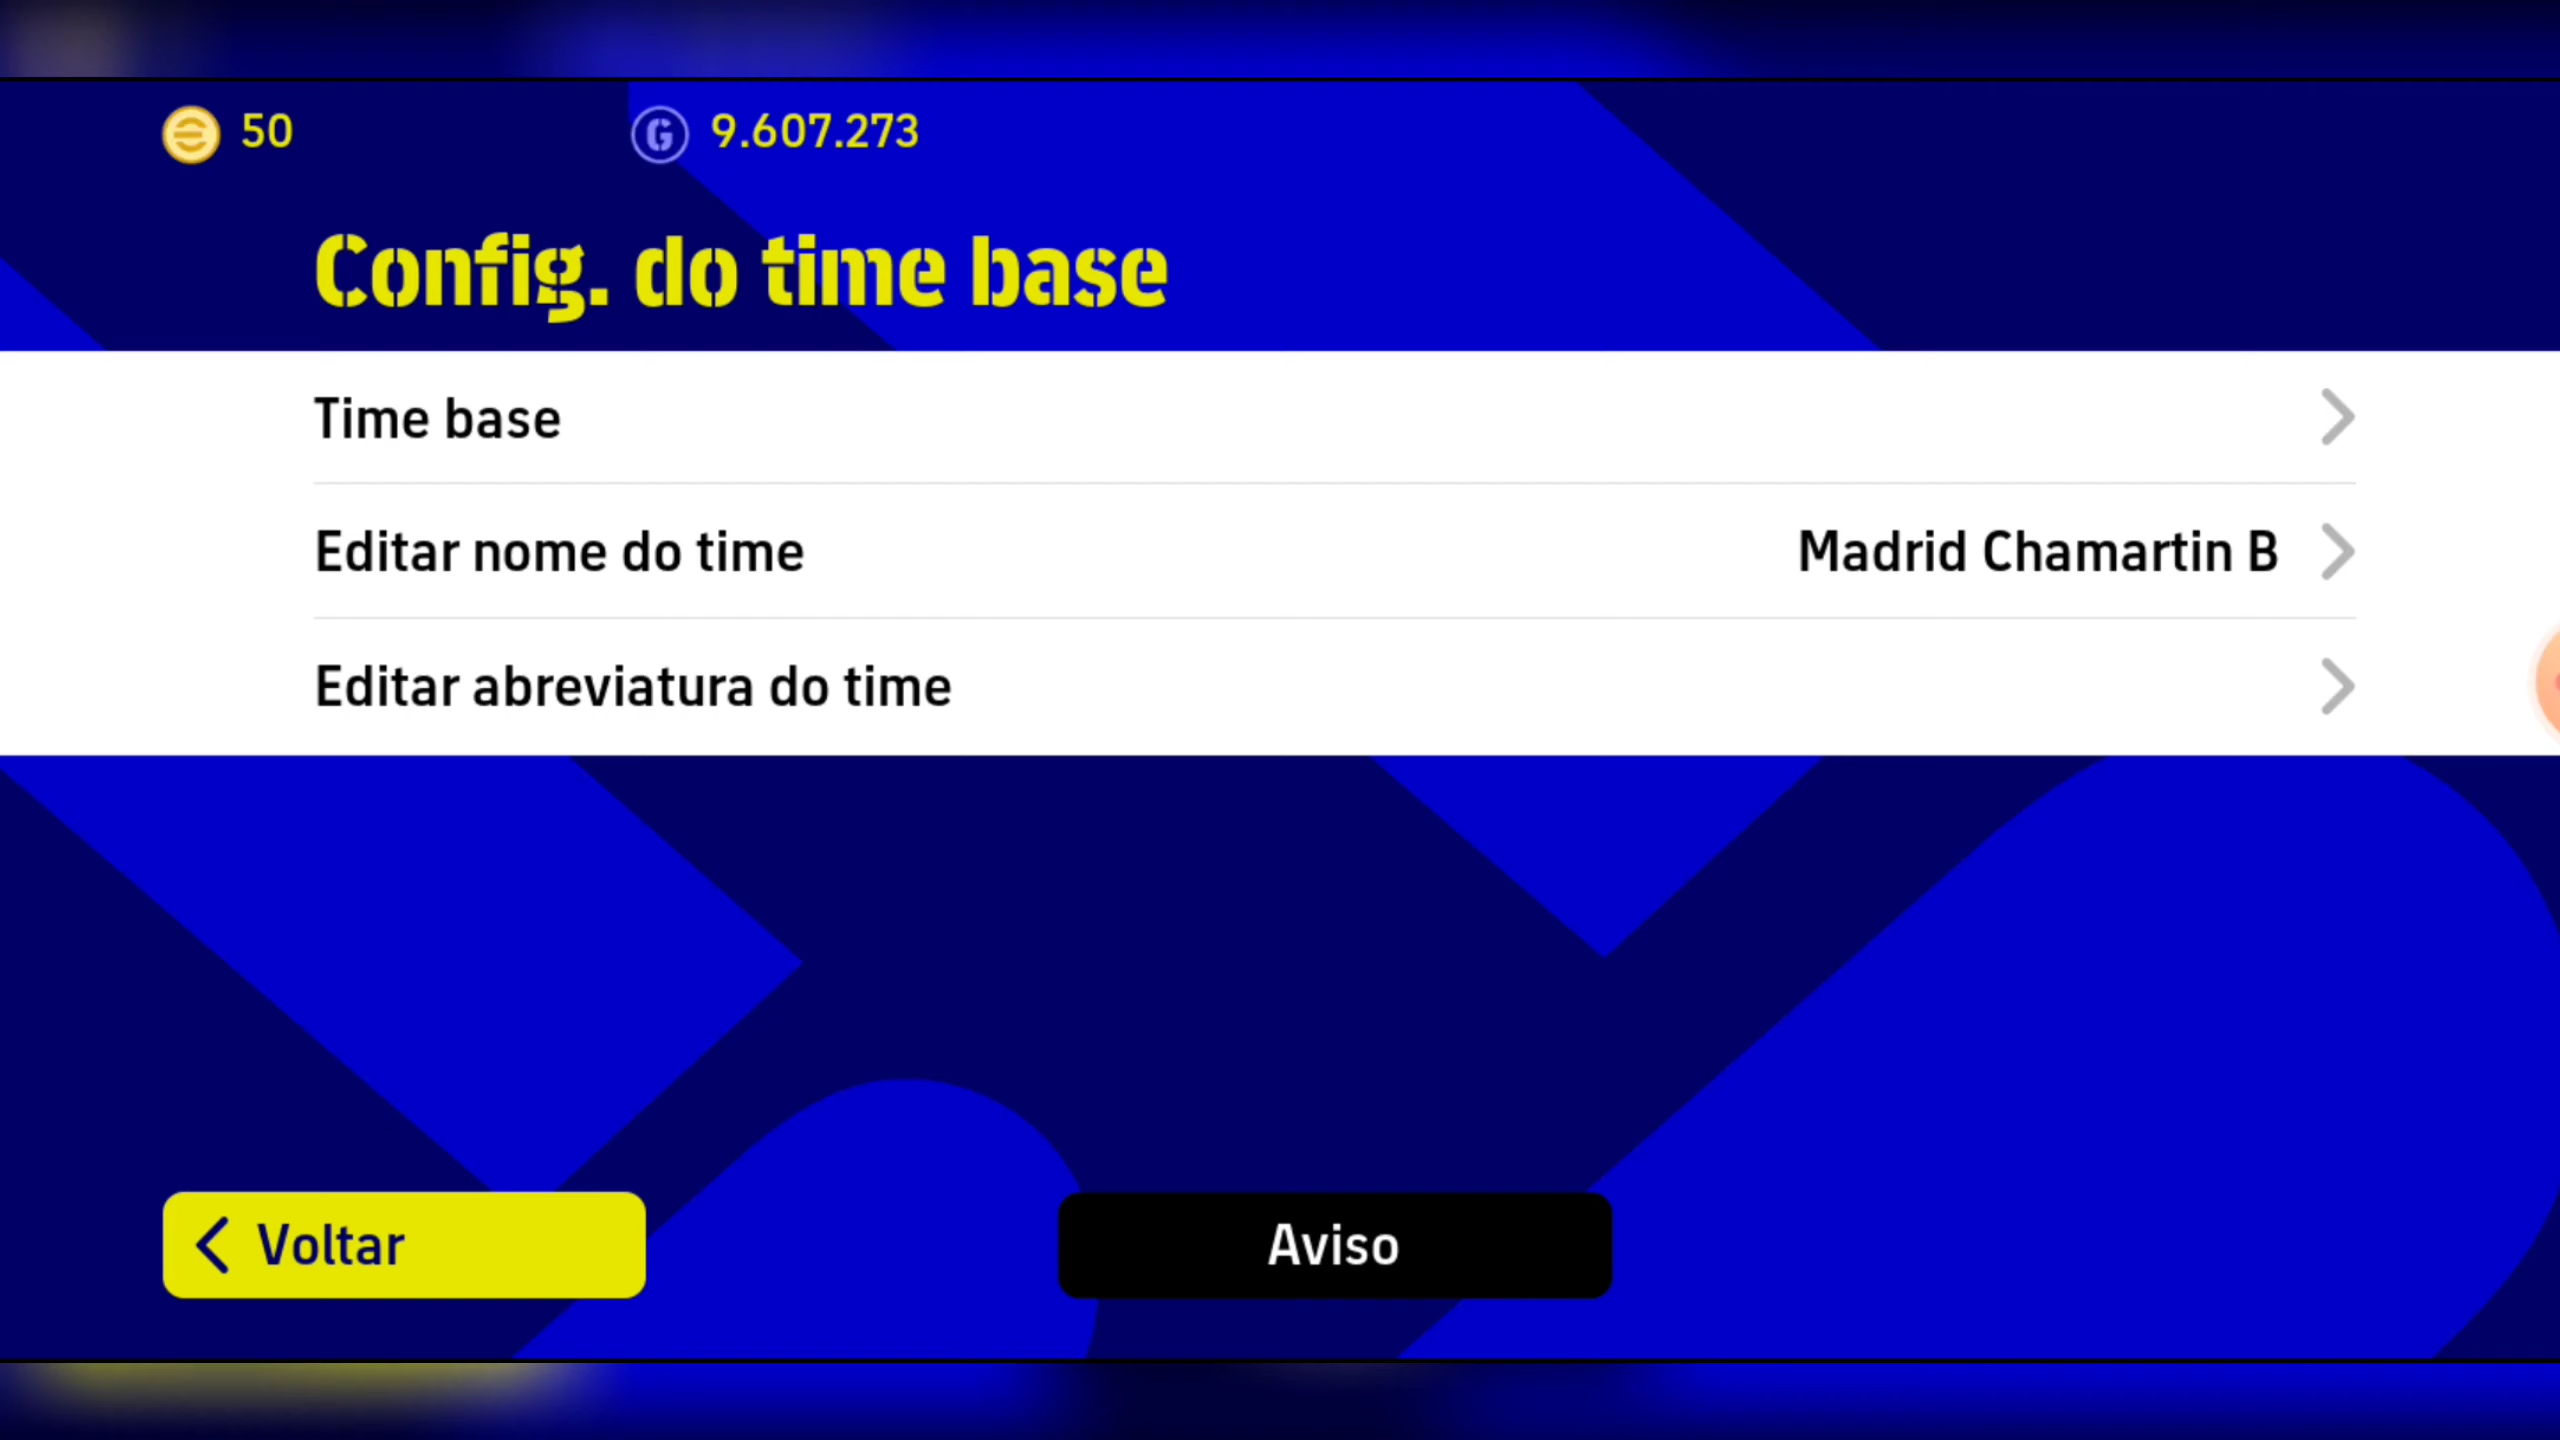 50
G 9.607.273
Config. do time base
Time base
Editar nome do time Madrid Chamartin B
Editar abreviatura do time
Voltar
Aviso